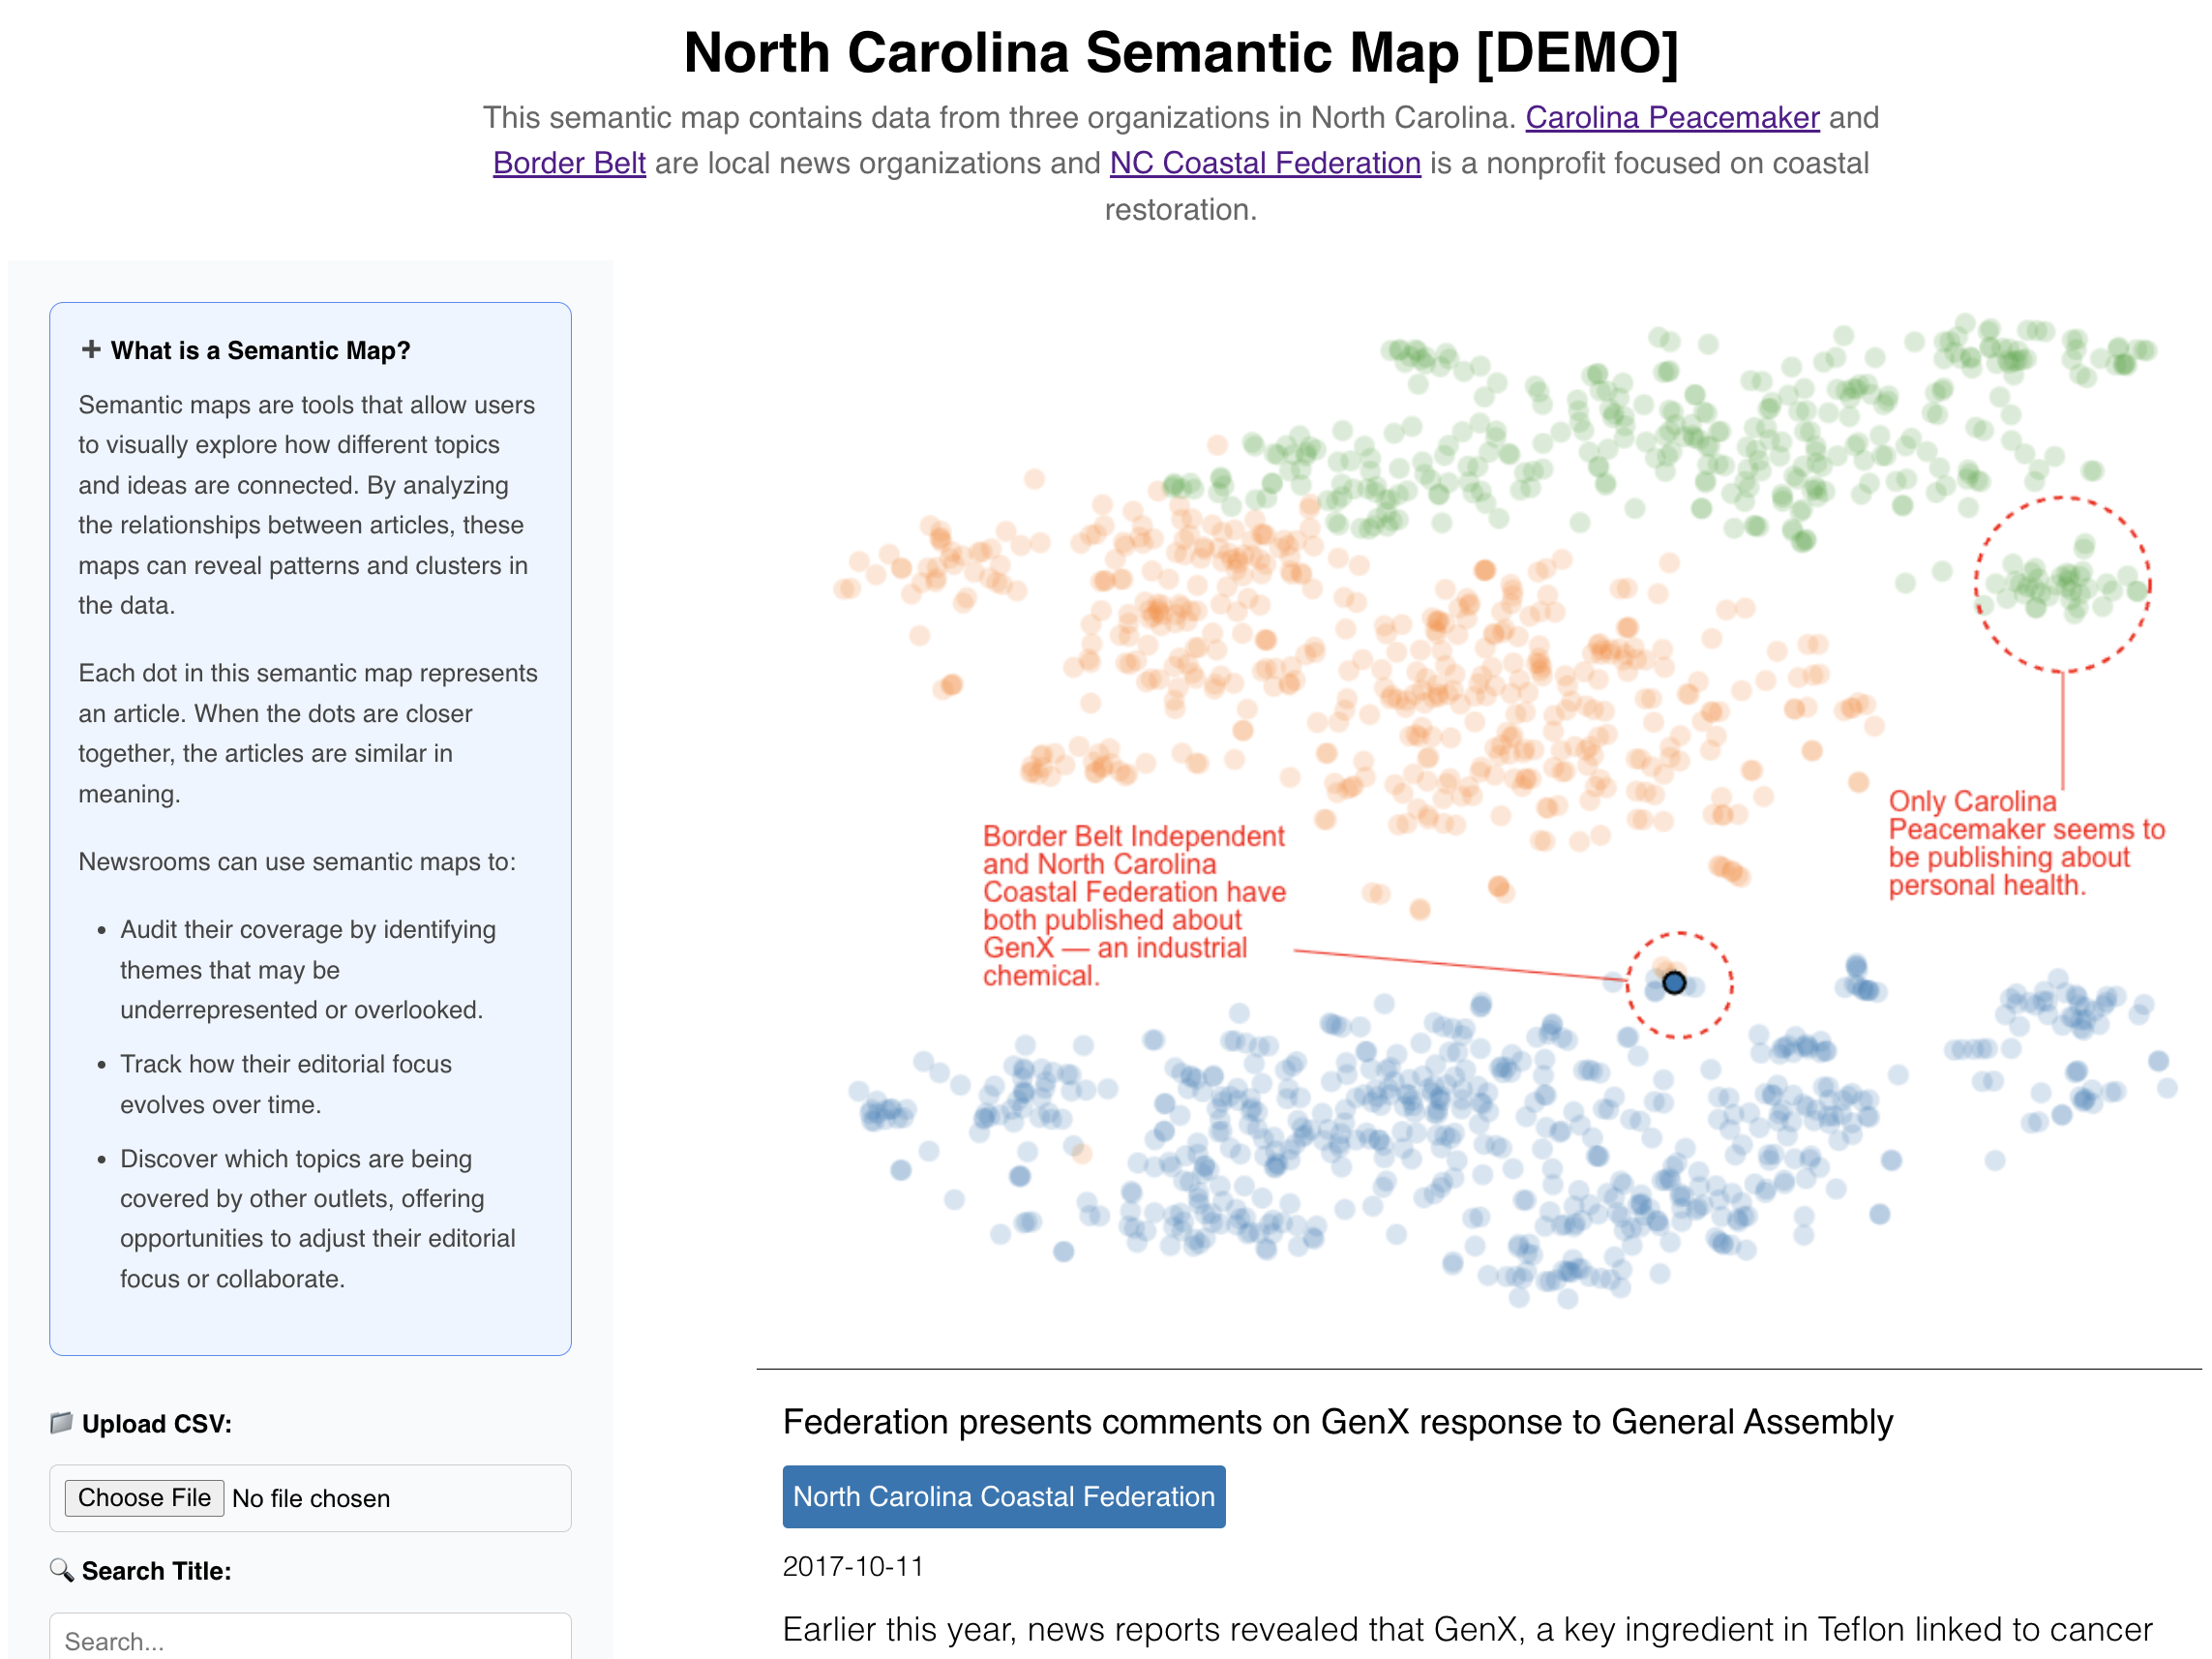 North Carolina Semantic Map [DEMO]
This semantic map contains data from three organizations in North Carolina. Carolina Peacemaker and
Border Belt are local news organizations and NC Coastal Federation is a nonprofit focused on coastal
restoration.
What is a Semantic Map?
Semantic maps are tools that allow users
to visually explore how different topics
and ideas are connected. By analyzing
the relationships between articles, these
maps can reveal patterns and clusters in
the data.
Each dot in this semantic map represents
an article. When the dots are closer
together, the articles are similar in
meaning.
Newsrooms can use semantic maps to:
• Audit their coverage by identifying
themes that may be
underrepresented or overlooked.
• Track how their editorial focus
evolves over time.
• Discover which topics are being
covered by other outlets, offering
opportunities to adjust their editorial
focus or collaborate.
Upload CSV:
Choose File No file chosen
Search Title:
Search...
Only Carolina
Peacemaker seems to
be publishing about
personal health.
Border Belt Independent
and North Carolina
Coastal Federation have
both published about
GenX — an industrial
chemical.
Federation presents comments on GenX response to General Assembly
North Carolina Coastal Federation
2017-10-11
Earlier this year, news reports revealed that GenX, a key ingredient in Teflon linked to cancer